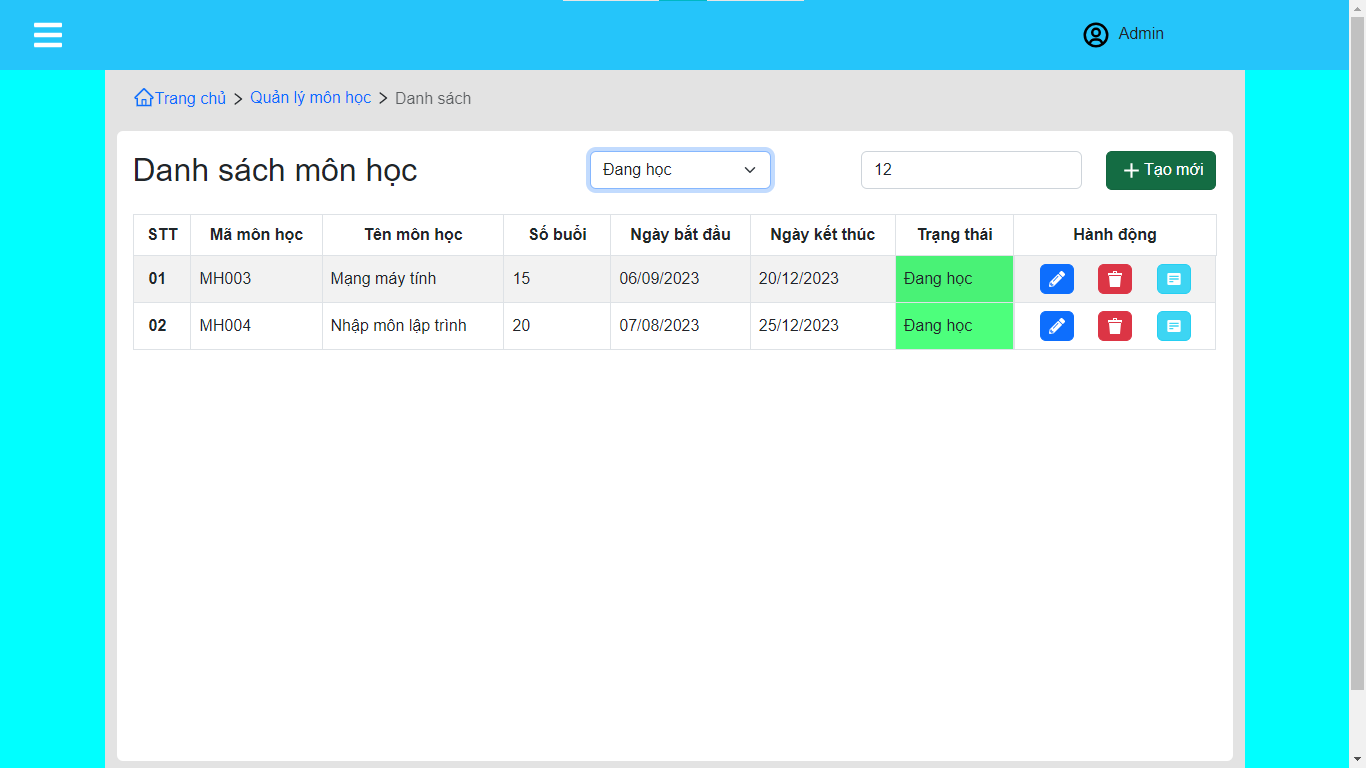 Admin
Trang chủ > Quản lý môn học > Danh sách
Danh sách môn học Đang học 12 Tạo mới
STT Mã môn học Tên môn học Số buổi Ngày bắt đầu Ngày kết thúc Trạng thái Hành động
01 MH003 Mạng máy tính 15 06/09/2023 20/12/2023 Đang học
02 MH004 Nhập môn lập trình 20 07/08/2023 25/12/2023 Đang học